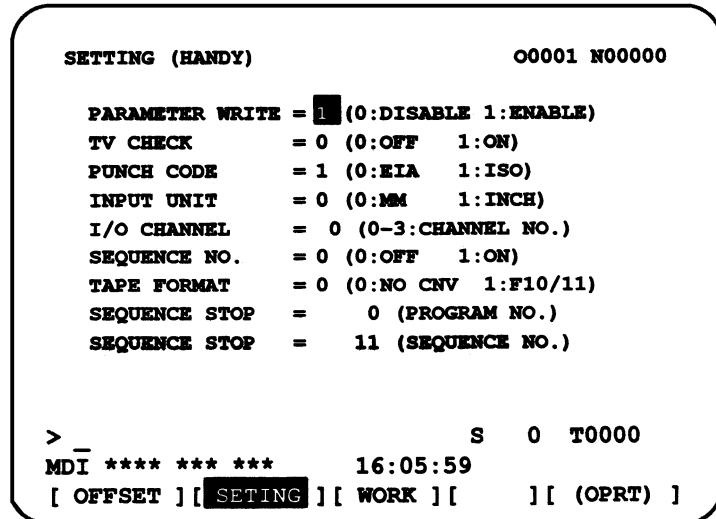 SETTING (HANDY) O0001 N00000
PARAMETER WRITE = 1 (0:DISABLE 1:ENABLE)
TV CHECK = 0 (0:OFF 1:ON)
PUNCH CODE = 1 (0:EIA 1:ISO)
INPUT UNIT = 0 (0:MM 1:INCH)
I/O CHANNEL = 0 (0-3:CHANNEL NO.)
SEQUENCE NO. = 0 (0:OFF 1:ON)
TAPE FORMAT = 0 (0:NO CNV 1:F10/11)
SEQUENCE STOP = 0 (PROGRAM NO.)
SEQUENCE STOP = 11 (SEQUENCE NO.)
> _ S 0 T0000
MDI **** *** *** 16:05:59
[ OFFSET ][ SETING ][ WORK ][ ][ (OPRT) ]